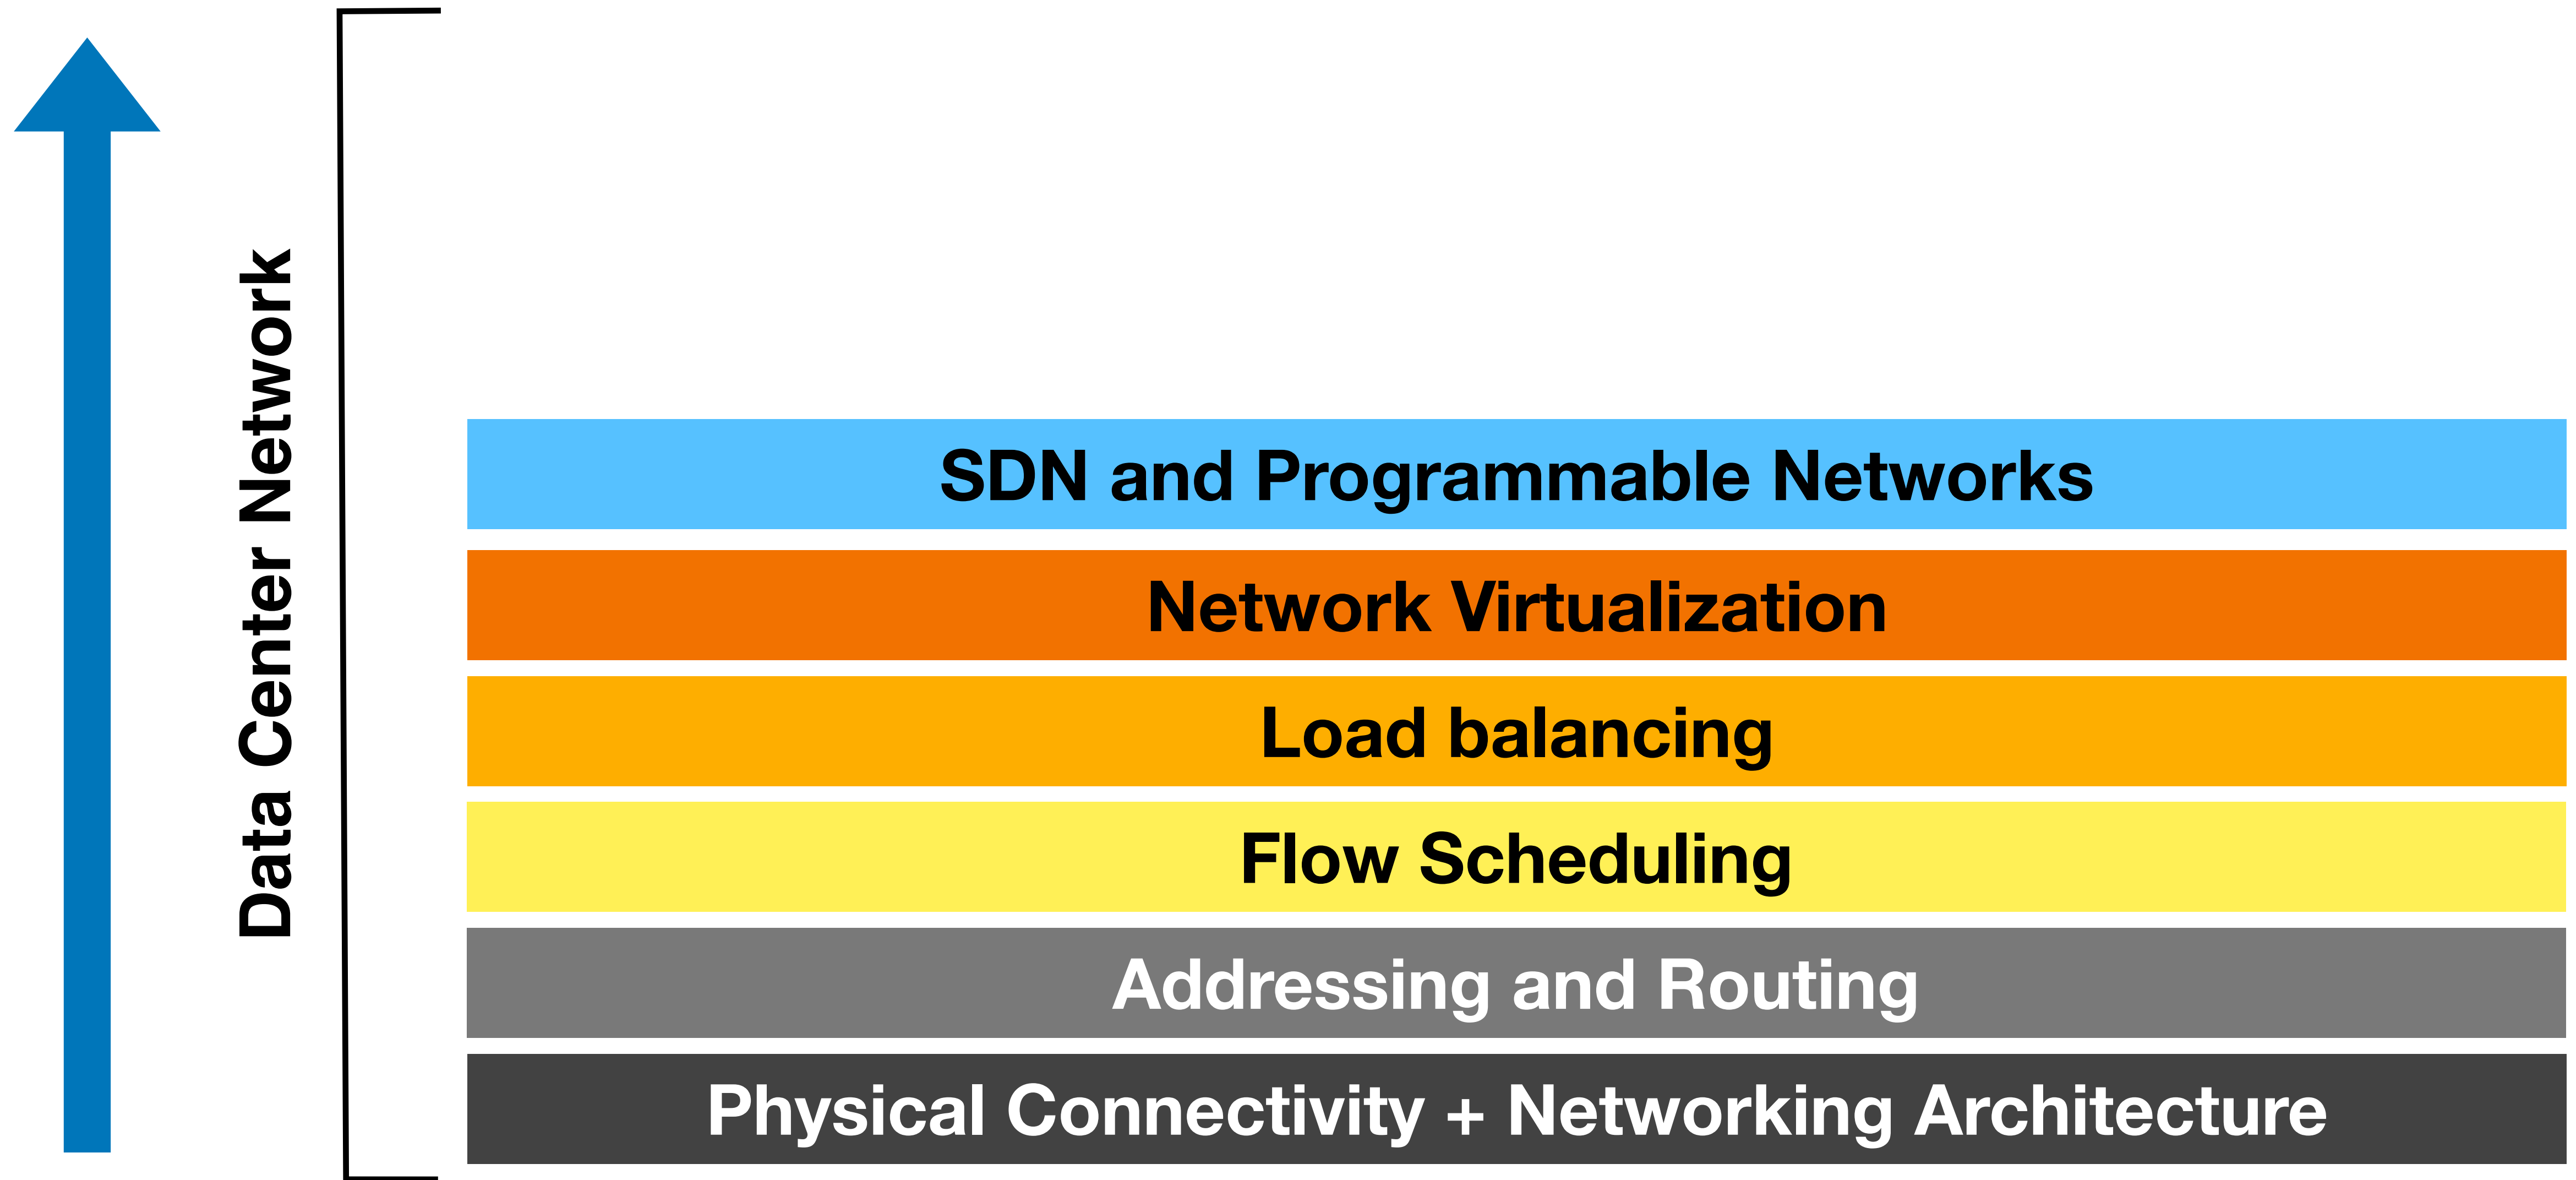 Data Center Network
SDN and Programmable Networks
Network Virtualization
Load balancing
Flow Scheduling
Addressing and Routing
Physical Connectivity + Networking Architecture